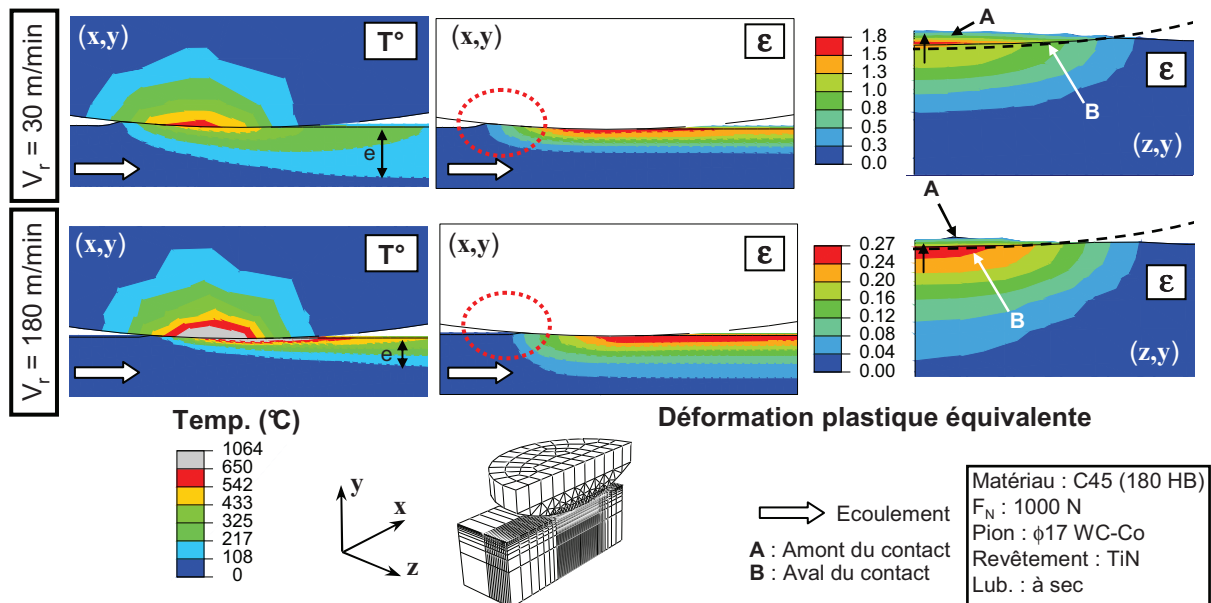 V_r = 30 m/min
(x,y)
T°
e
(x,y)
ε
1.8
1.5
1.3
1.0
0.8
0.5
0.3
0.0
A
B
ε
(z,y)
V_r = 180 m/min
(x,y)
T°
e
(x,y)
ε
0.27
0.24
0.20
0.16
0.12
0.08
0.04
0.00
A
B
ε
(z,y)
Temp. (°C)
1064
650
542
433
325
217
108
0
y
x
z
Déformation plastique équivalente
Ecoulement
A : Amont du contact
B : Aval du contact
Matériau : C45 (180 HB)
F_N : 1000 N
Pion : ϕ17 WC-Co
Revêtement : TiN
Lub. : à sec